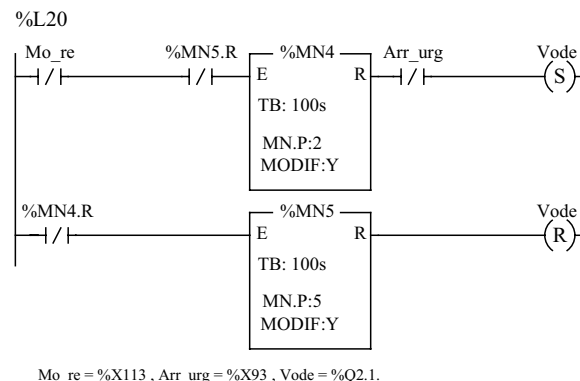 %L20
Mo_re %MN5.R %MN4 Arr_urg Vode
E R S
TB: 100s
MN.P:2
MODIF:Y
%MN4.R %MN5 Vode
E R R
TB: 100s
MN.P:5
MODIF:Y
Mo_re = %X113 , Arr_urg = %X93 , Vode = %Q2.1.